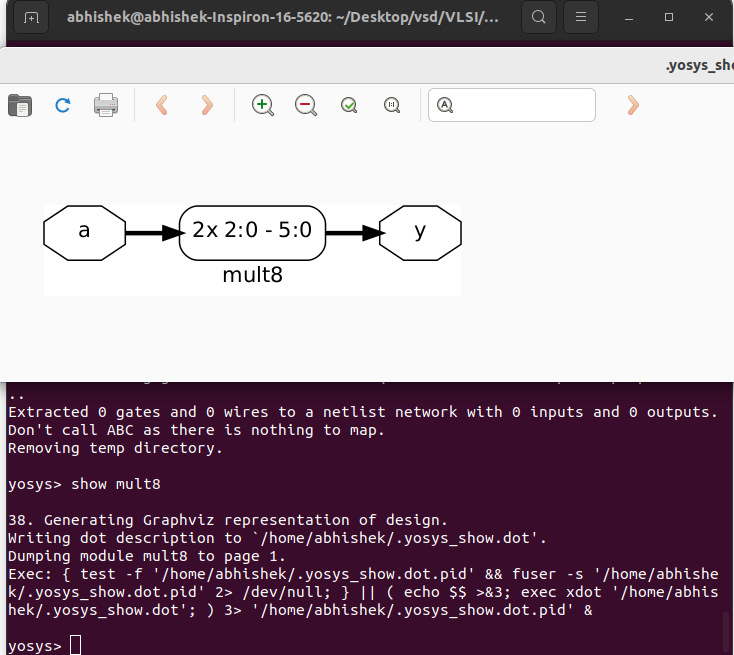 abhishek@abhishek-Inspiron-16-5620: ~/Desktop/vsd/VLSI/...
.yosys_sho
a
2x 2:0 - 5:0
y
mult8
..
Extracted 0 gates and 0 wires to a netlist network with 0 inputs and 0 outputs.
Don't call ABC as there is nothing to map.
Removing temp directory.
yosys> show mult8
38. Generating Graphviz representation of design.
Writing dot description to `/home/abhishek/.yosys_show.dot'.
Dumping module mult8 to page 1.
Exec: { test -f '/home/abhishek/.yosys_show.dot.pid' && fuser -s '/home/abhishe
k/.yosys_show.dot.pid' 2> /dev/null; } || ( echo $$ >&3; exec xdot '/home/abhis
hek/.yosys_show.dot'; ) 3> '/home/abhishek/.yosys_show.dot.pid' &
yosys>